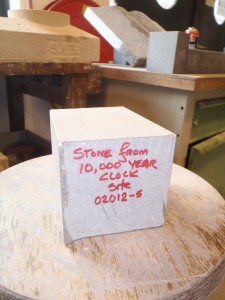 STONE from
10,000 YEAR
CLOCK
Site
02012-5